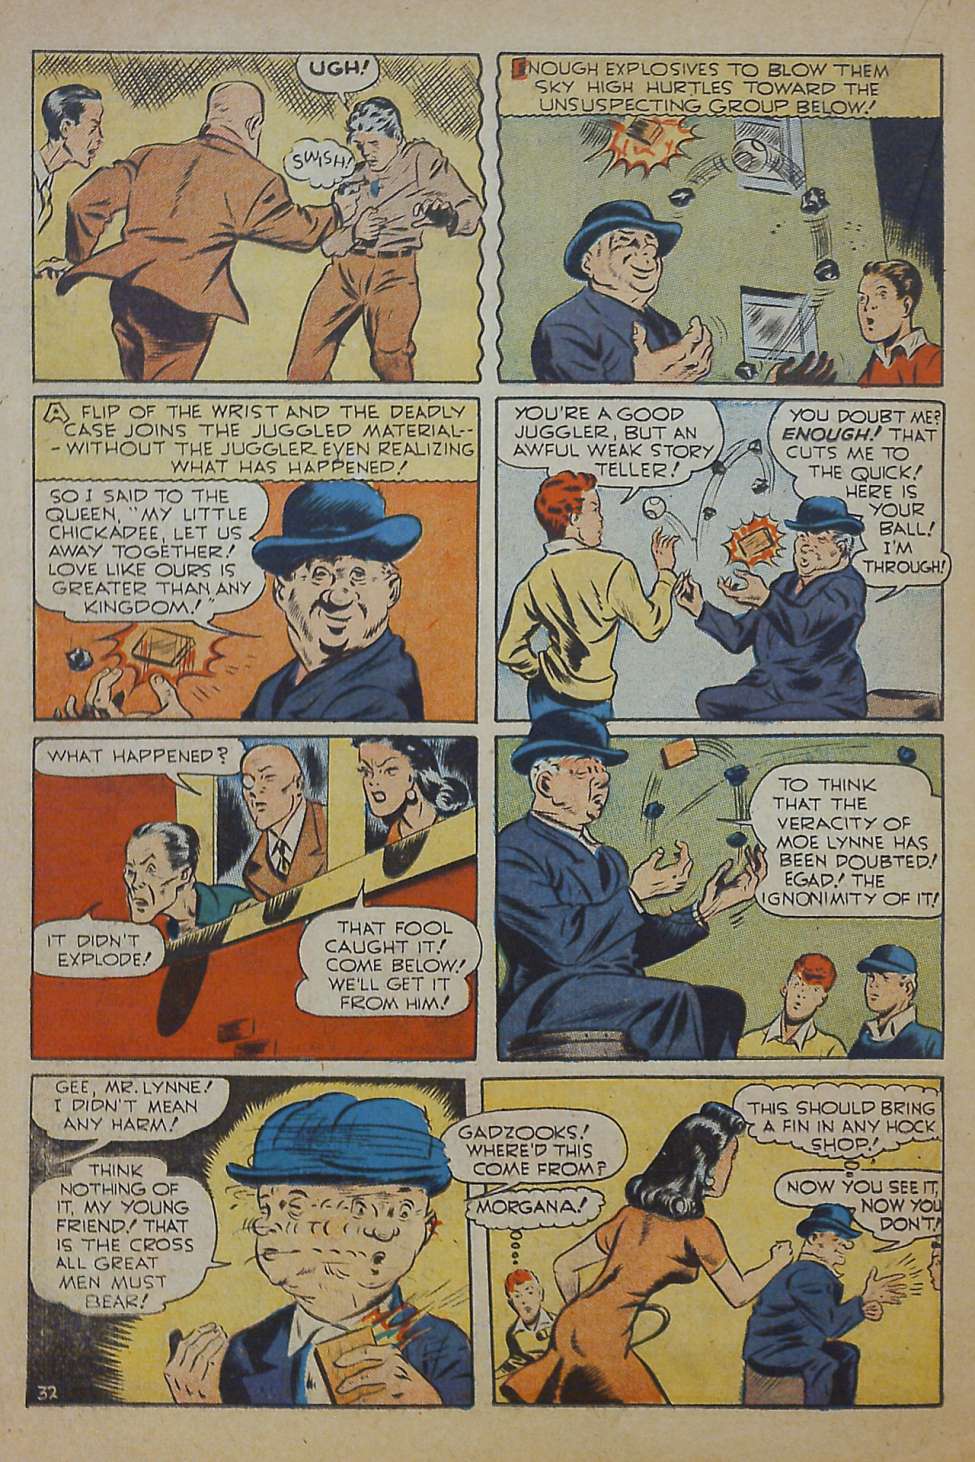 UGH!
SWISH!
ENOUGH EXPLOSIVES TO BLOW THEM
SKY HIGH HURTLES TOWARD THE
UNSUSPECTING GROUP BELOW!
A FLIP OF THE WRIST AND THE DEADLY
CASE JOINS THE JUGGLED MATERIAL--
-WITHOUT THE JUGGLER EVEN REALIZING
WHAT HAS HAPPENED!
SO I SAID TO THE
QUEEN, "MY LITTLE
CHICKADEE, LET US
AWAY TOGETHER!
LOVE LIKE OURS IS
GREATER THAN ANY
KINGDOM!"
YOU'RE A GOOD
JUGGLER, BUT AN
AWFUL WEAK STORY
TELLER!
YOU DOUBT ME?
ENOUGH! THAT
CUTS ME TO
THE QUICK!
HERE IS
YOUR
BALL!
I'M
THROUGH!
WHAT HAPPENED?
IT DIDN'T
EXPLODE!
THAT FOOL
CAUGHT IT!
COME BELOW!
WE'LL GET IT
FROM HIM!
TO THINK
THAT THE
VERACITY OF
MOE LYNNE HAS
BEEN DOUBTED!
EGAD! THE
IGNONIMITY OF IT!
GEE, MR. LYNNE!
I DIDN'T MEAN
ANY HARM!
THINK
NOTHING OF
IT, MY YOUNG
FRIEND! THAT
IS THE CROSS
ALL GREAT
MEN MUST
BEAR!
GADZOOKS!
WHERE'D THIS
COME FROM?
MORGANA!
THIS SHOULD BRING
A FIN IN ANY HOCK
SHOP!
NOW YOU SEE IT,
NOW YOU
DON'T!
32